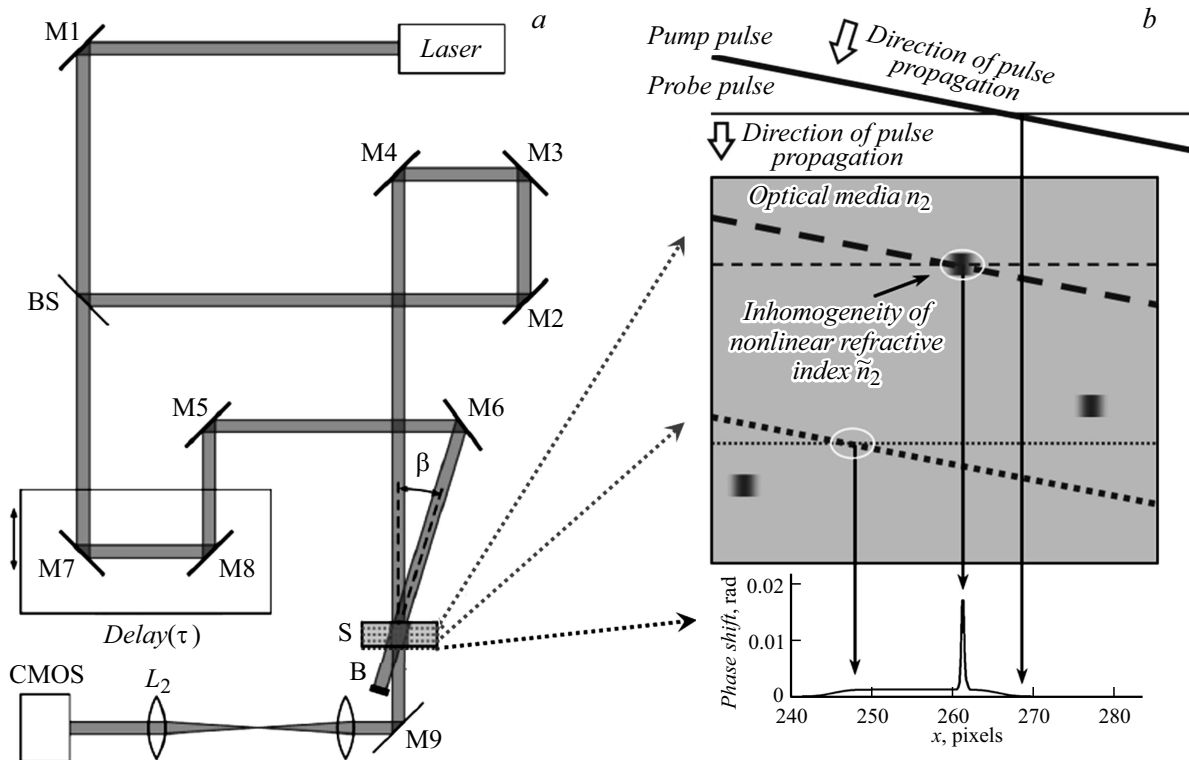 a
M1
Laser
M4
M3
BS
M2
M5
M6
β
M7
M8
Delay(τ)
S
B
CMOS
L₂
M9
b
Pump pulse
Direction of pulse
propagation
Probe pulse
Direction of pulse
propagation
Optical media n₂
Inhomogeneity of
nonlinear refractive
index ñ₂
Phase shift, rad
0.02
0.01
0
240 250 260 270 280
x, pixels